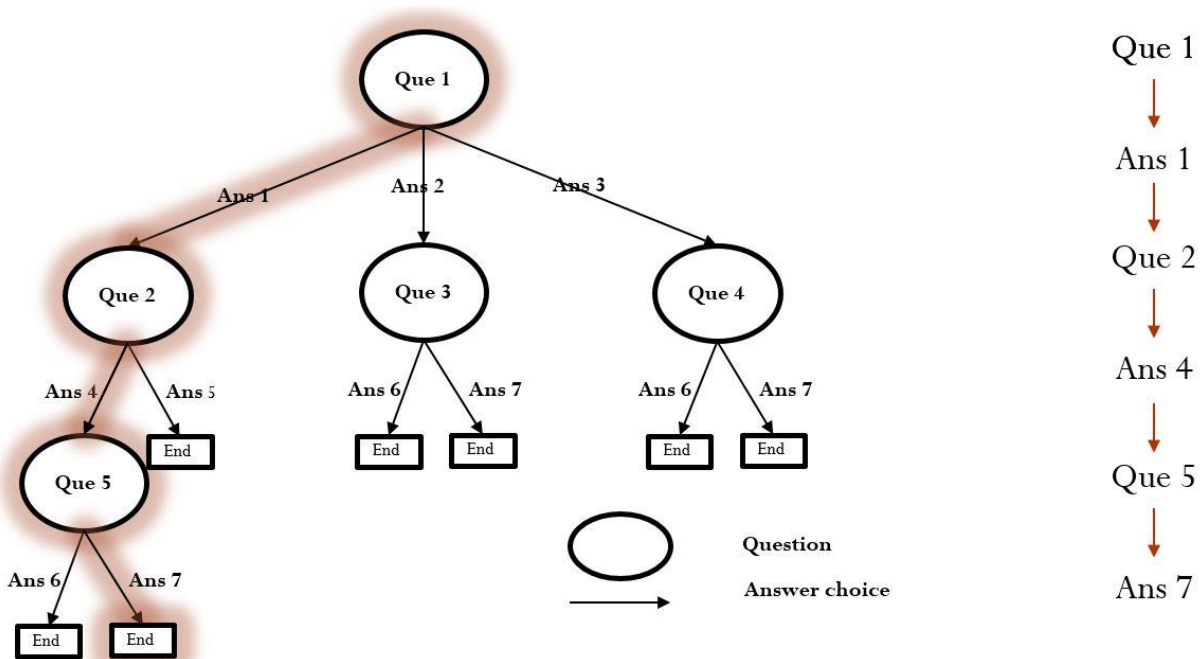 Que 1
Ans 1
Ans 2
Ans 3
Que 2
Que 3
Que 4
Ans 4
Ans 5
Ans 6
Ans 7
Ans 6
Ans 7
End
End
End
End
End
Que 5
Ans 6
Ans 7
End
End
Question
Answer choice
Que 1
Ans 1
Que 2
Ans 4
Que 5
Ans 7